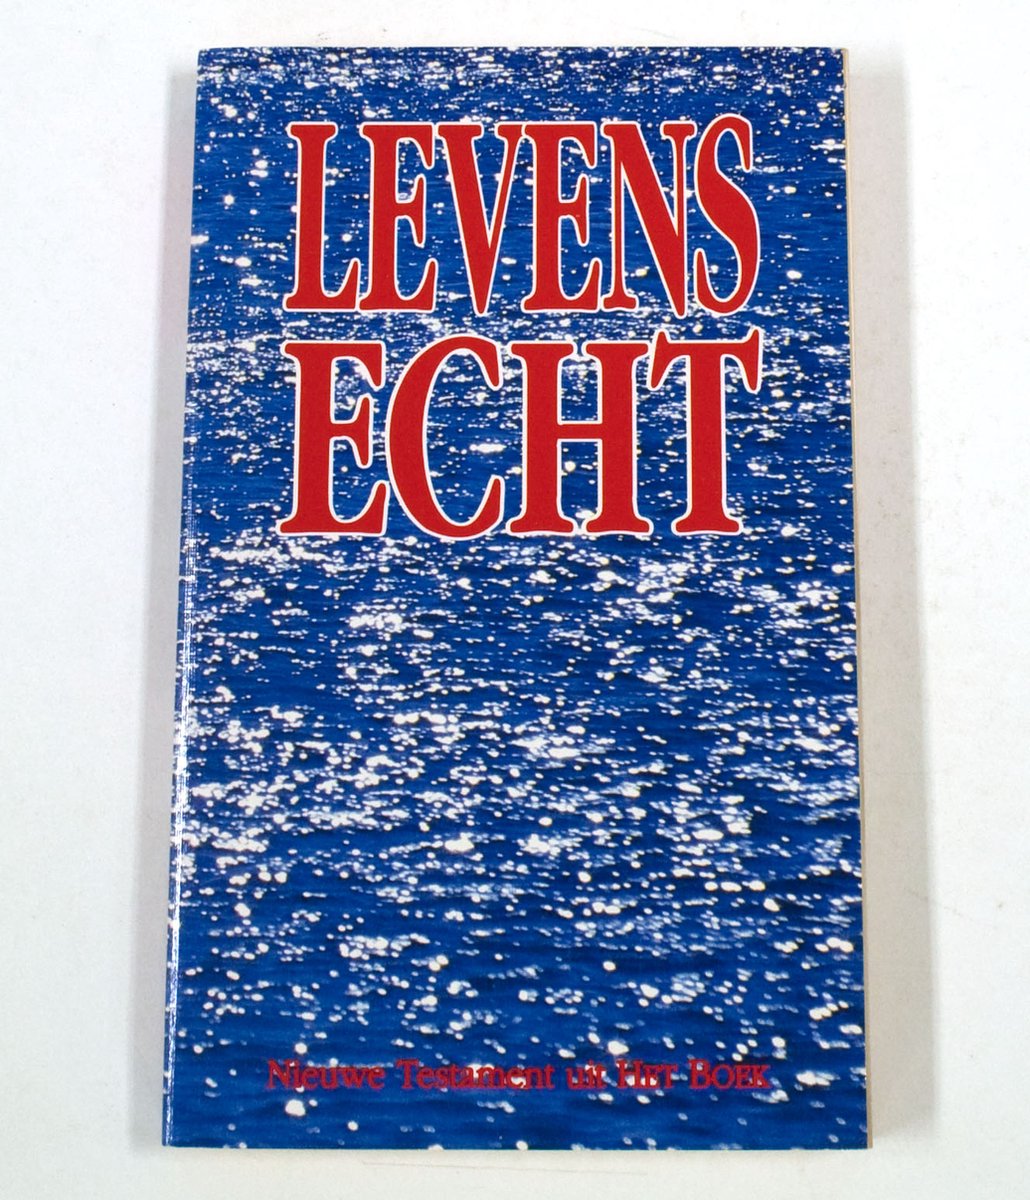 LEVENS
ECHT
Nieuwe Testament uit HET BOEK